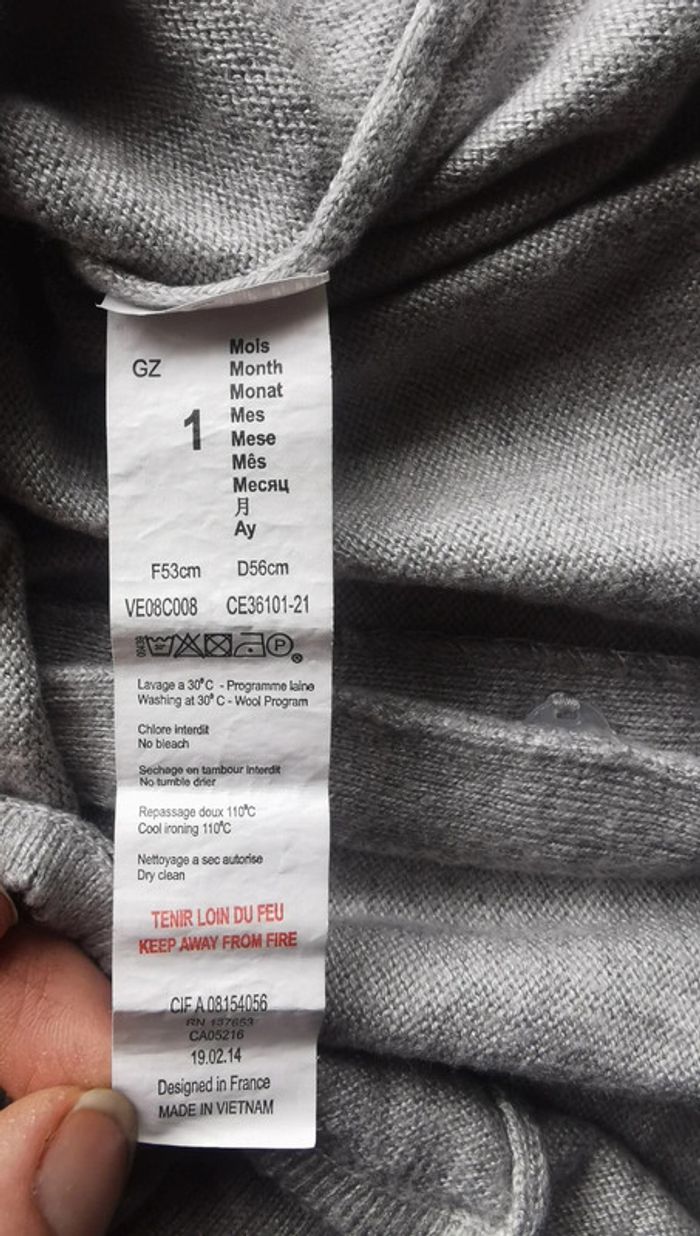 Mois
GZ Month
Monat
1 Mes
Mese
Mês
Месяц
月
Ay
F53cm D56cm
VE08C008 CE36101-21
P
Lavage a 30°C - Programme laine
Washing at 30°C - Wool Program
Chlore interdit
No bleach
Sechage en tambour interdit
No tumble drier
Repassage doux 110°C
Cool ironing 110°C
Nettoyage a sec autorise
Dry clean
TENIR LOIN DU FEU
KEEP AWAY FROM FIRE
CIF A 08154056
RN
CA05216
19.02.14
Designed in France
MADE IN VIETNAM